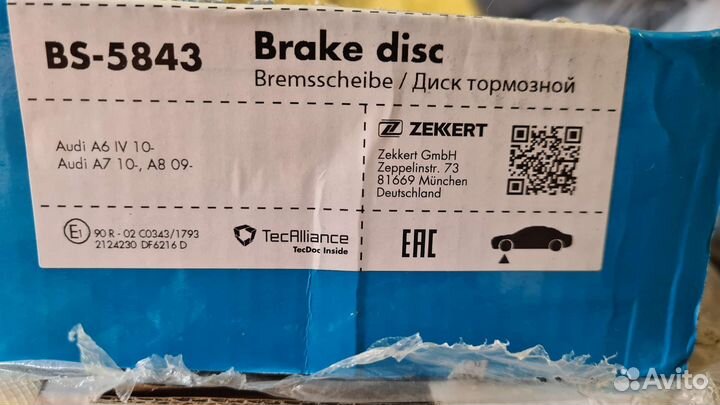 BS-5843
Brake disc
Bremsscheibe / Диск тормозной
Audi A6 IV 10-
Audi A7 10-, A8 09-
ZEKKERT
Zekkert GmbH
Zeppelinstr. 73
81669 München
Deutschland
E1
90 R - 02 C0343/1793
2124230 DF6216 D
TecAlliance
TecDoc Inside
EAC
Avito